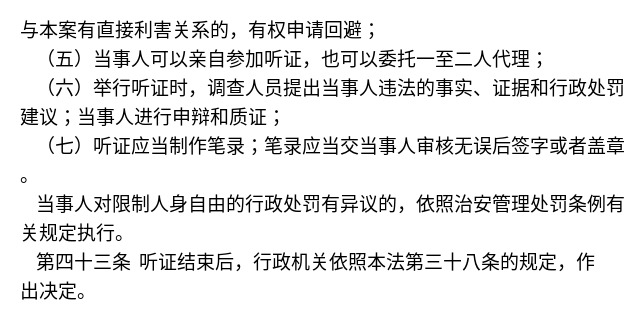 与本案有直接利害关系的，有权申请回避；
（五）当事人可以亲自参加听证，也可以委托一至二人代理；
（六）举行听证时，调查人员提出当事人违法的事实、证据和行政处罚
建议；当事人进行申辩和质证；
（七）听证应当制作笔录；笔录应当交当事人审核无误后签字或者盖章
。
当事人对限制人身自由的行政处罚有异议的，依照治安管理处罚条例有
关规定执行。
第四十三条 听证结束后，行政机关依照本法第三十八条的规定，作
出决定。